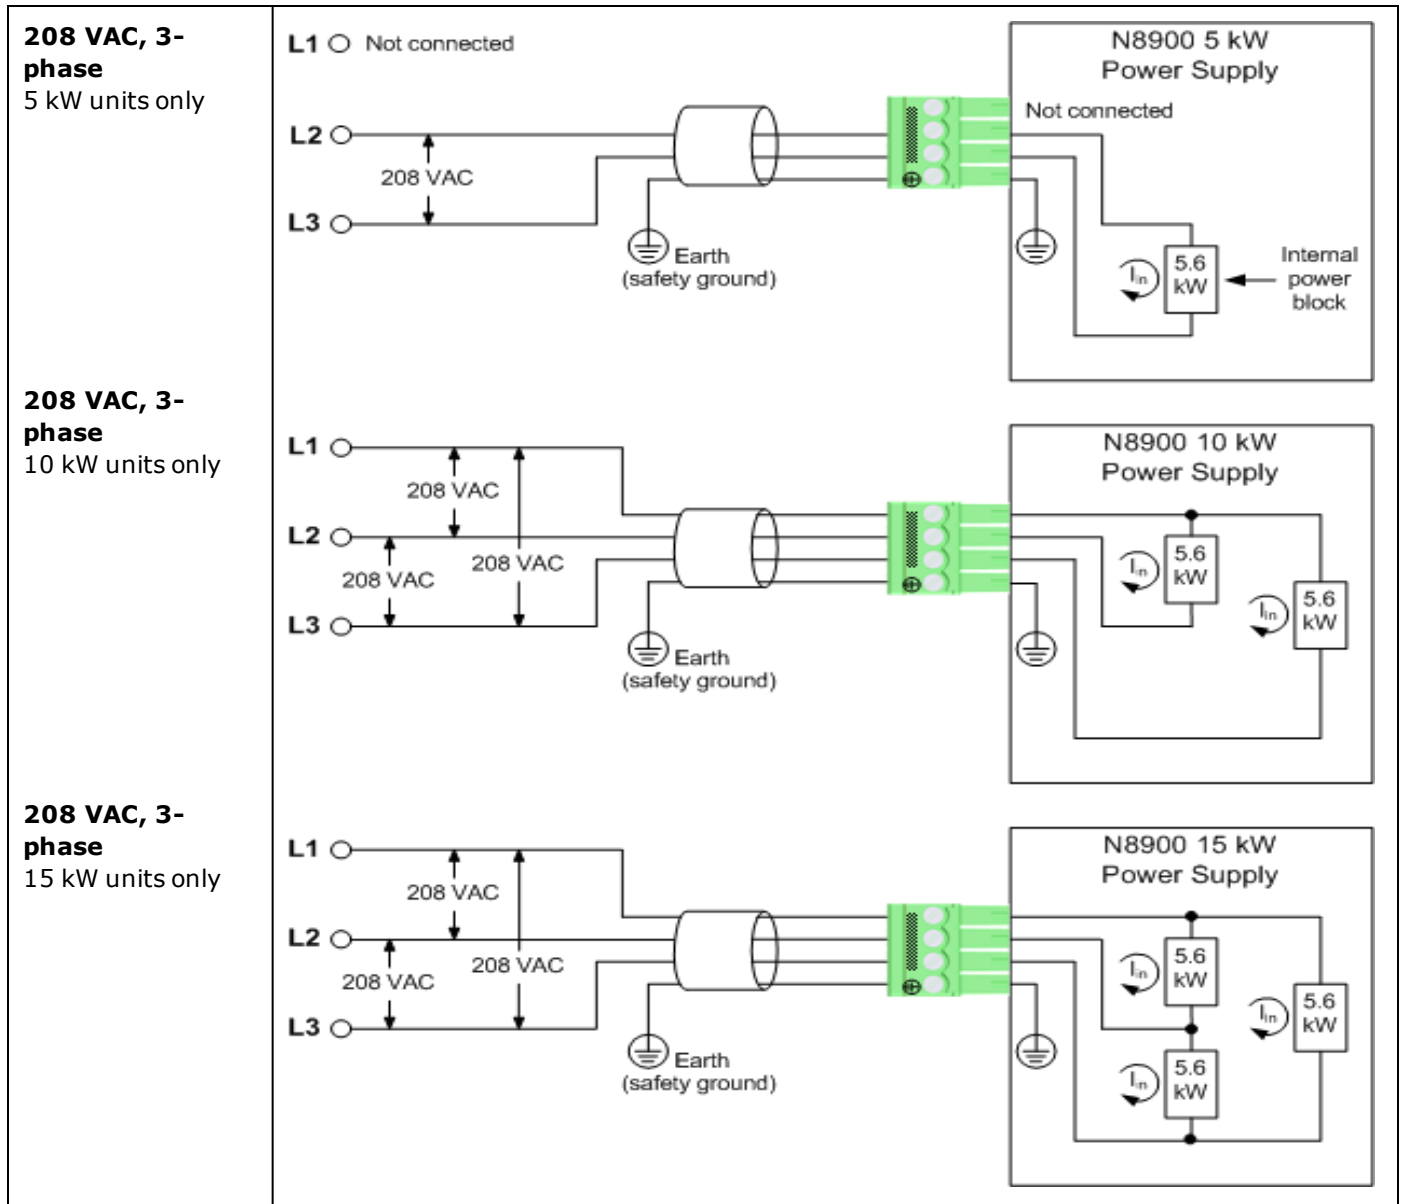 208 VAC, 3-
phase
5 kW units only
L1 Not connected
N8900 5 kW
Power Supply
Not connected
L2
208 VAC
L3
Earth
(safety ground)
Iin
5.6
kW
Internal
power
block
208 VAC, 3-
phase
10 kW units only
L1
208 VAC
L2
208 VAC
208 VAC
L3
Earth
(safety ground)
N8900 10 kW
Power Supply
Iin
5.6
kW
Iin
5.6
kW
208 VAC, 3-
phase
15 kW units only
L1
208 VAC
L2
208 VAC
208 VAC
L3
Earth
(safety ground)
N8900 15 kW
Power Supply
Iin
5.6
kW
Iin
5.6
kW
Iin
5.6
kW